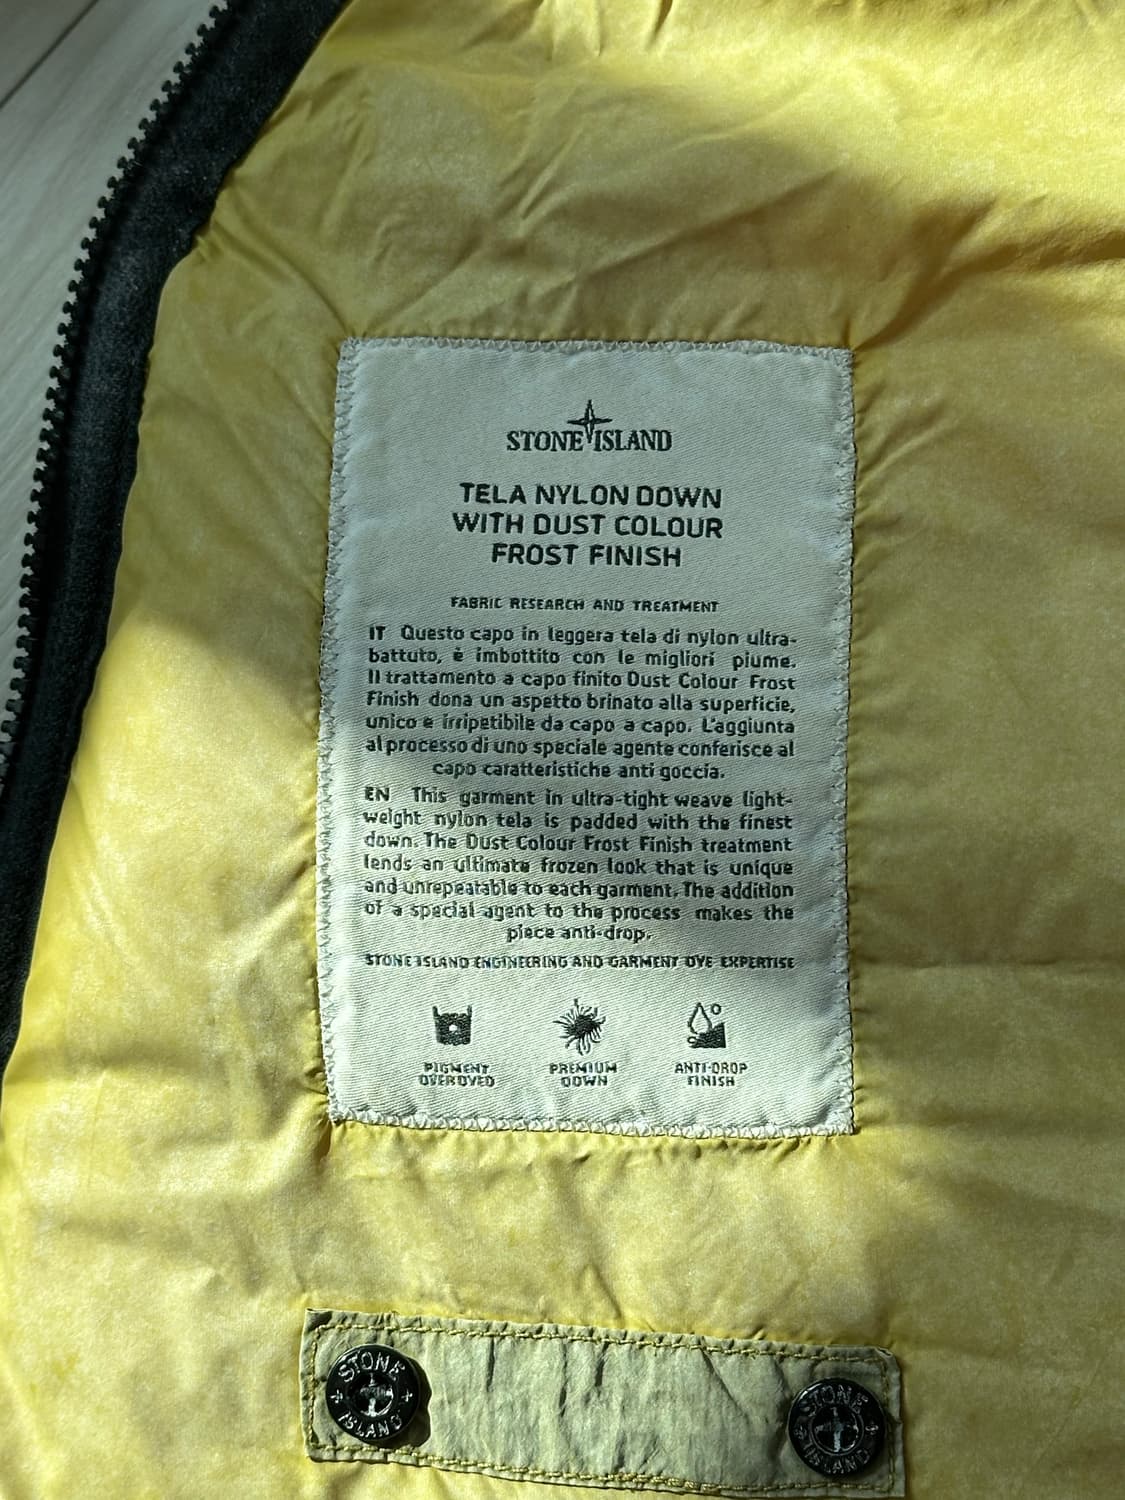 STONE ISLAND
TELA NYLON DOWN
WITH DUST COLOUR
FROST FINISH
FABRIC RESEARCH AND TREATMENT
IT Questo capo in leggera tela di nylon ultra-
battuto, è imbottito con le migliori piume.
Il trattamento a capo finito Dust Colour Frost
Finish dona un aspetto brinato alla superficie,
unico e irripetibile da capo a capo. L'aggiunta
al processo di uno speciale agente conferisce al
capo caratteristiche anti goccia.
EN This garment in ultra-tight weave light-
weight nylon tela is padded with the finest
down. The Dust Colour Frost Finish treatment
lends an ultimate frozen look that is unique
and unrepeatable to each garment. The addition
of a special agent to the process makes the
piece anti-drop.
STONE ISLAND ENGINEERING AND GARMENT DYE EXPERTISE
PIGMENT
OVERDYED
PREMIUM
DOWN
ANTI-DROP
FINISH
STONE
ISLAND
STONE
ISLAND